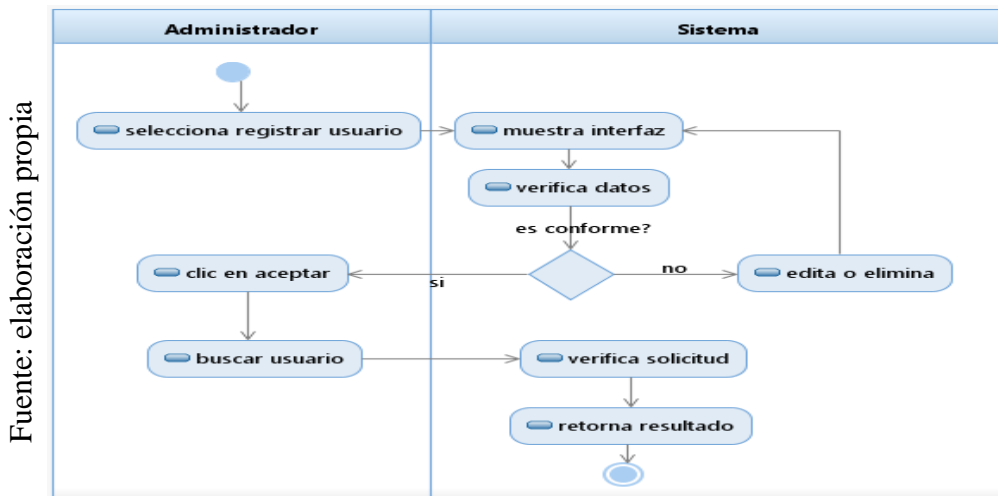 Administrador
Sistema
selecciona registrar usuario
muestra interfaz
verifica datos
es conforme?
clic en aceptar
si
no
edita o elimina
buscar usuario
verifica solicitud
retorna resultado
Fuente: elaboración propia